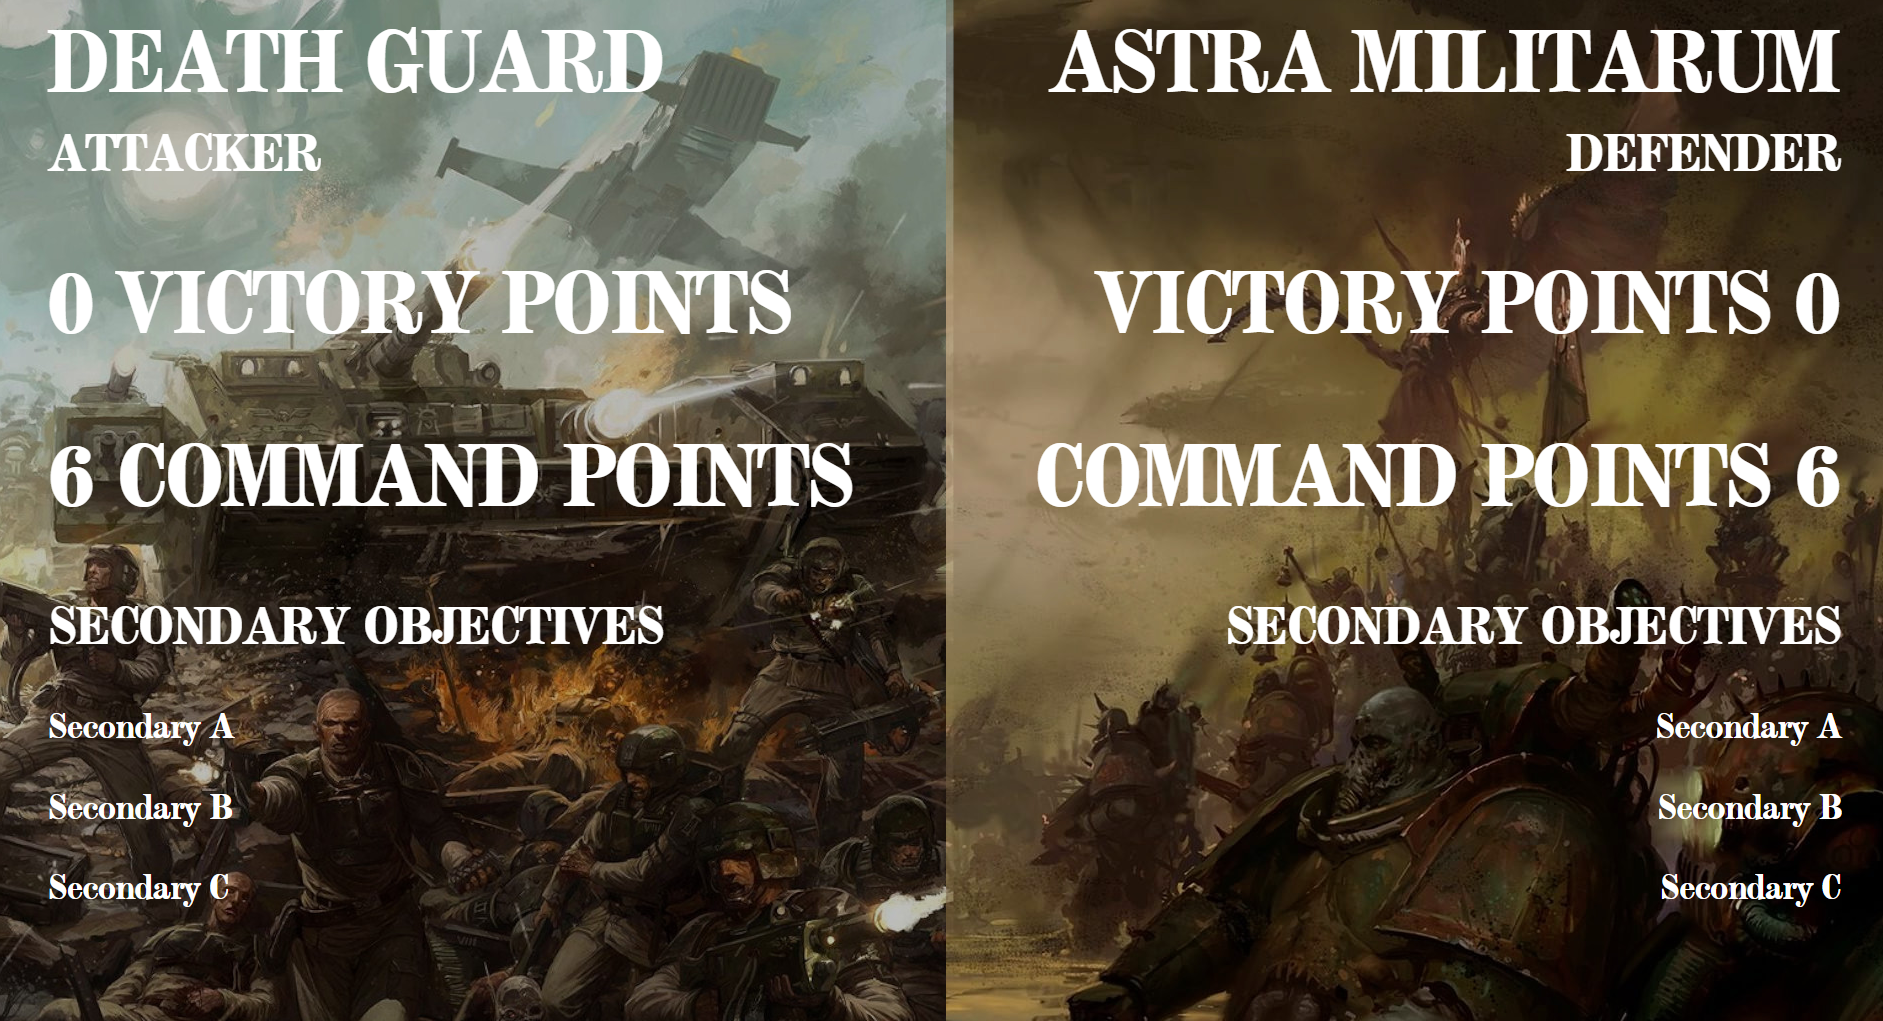 DEATH GUARD
ATTACKER
0 VICTORY POINTS
6 COMMAND POINTS
SECONDARY OBJECTIVES
Secondary A
Secondary B
Secondary C
ASTRA MILITARUM
DEFENDER
VICTORY POINTS 0
COMMAND POINTS 6
SECONDARY OBJECTIVES
Secondary A
Secondary B
Secondary C